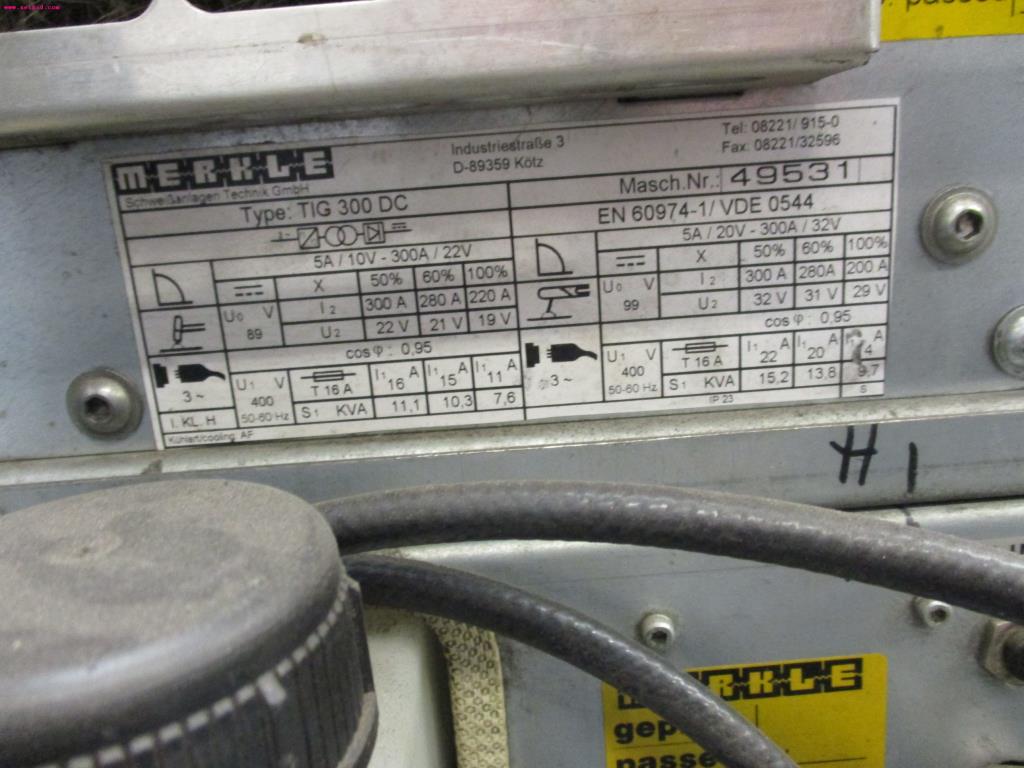 www.netbid.com
passed
MERKLE
Schweißanlagen Technik GmbH
Industriestraße 3
D-89359 Kötz
Tel: 08221/ 915-0
Fax: 08221/32596
Type: TIG 300 DC
Masch.Nr.: 49531
EN 60974-1/ VDE 0544
3~
5A / 10V - 300A / 22V
X 50% 60% 100%
U0 V I2 300 A 280 A 220 A
89 U2 22 V 21 V 19 V
cos φ : 0,95
3 ~ U1 V T 16 A I1 A I1 A I1 A
400 16 15 11
50-60 Hz S1 KVA 11,1 10,3 7,6
I. KL. H
Kühlart/cooling AF
5A / 20V - 300A / 32V
X 50% 60% 100%
U0 V I2 300 A 280A 200 A
99 U2 32 V 31 V 29 V
cos φ : 0,95
3 ~ U1 V T 16 A I1 A I1 A A
400 22 20
50-60 Hz S1 KVA 15,2 13,8 9,7
IP 23 S
H 1
MERKLE
gep
passe